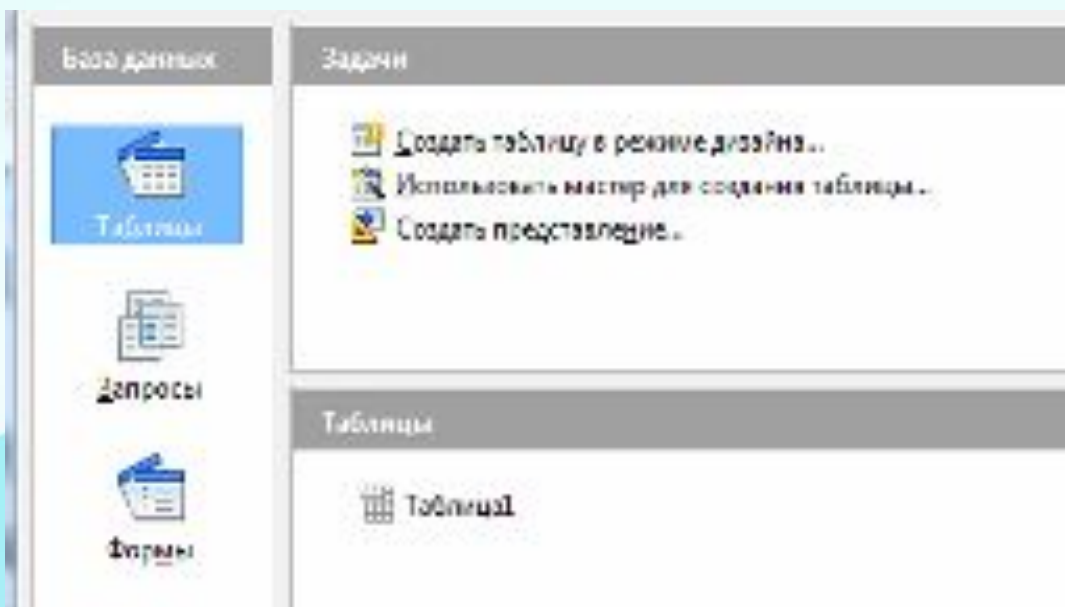 База данных
Таблицы
Запросы
Формы
Задачи
Создать таблицу в режиме дизайна...
Использовать мастер для создания таблицы...
Создать представление...
Таблицы
Таблица1